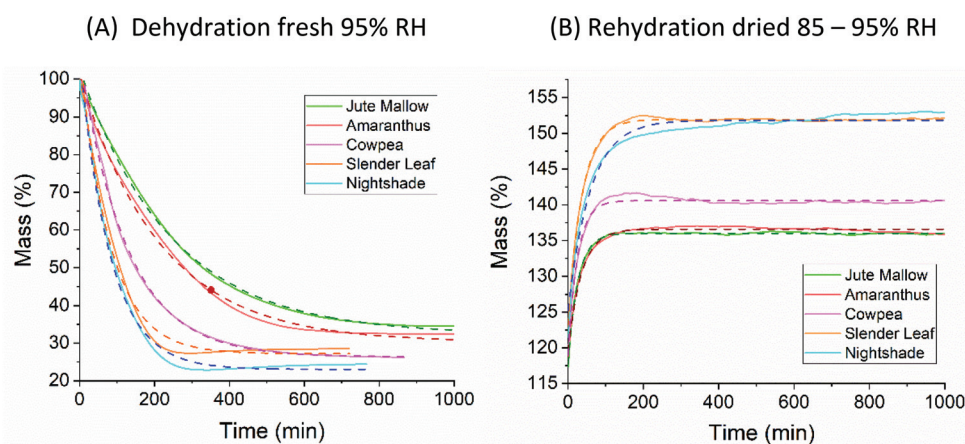 (A) Dehydration fresh 95% RH
(B) Rehydration dried 85 – 95% RH
100
90
80
70
60
50
40
30
20
Mass (%)
Jute Mallow
Amaranthus
Cowpea
Slender Leaf
Nightshade
0
200
400
600
800
1000
Time (min)
155
150
145
140
135
130
125
120
115
Mass (%)
Jute Mallow
Amaranthus
Cowpea
Slender Leaf
Nightshade
0
200
400
600
800
1000
Time (min)